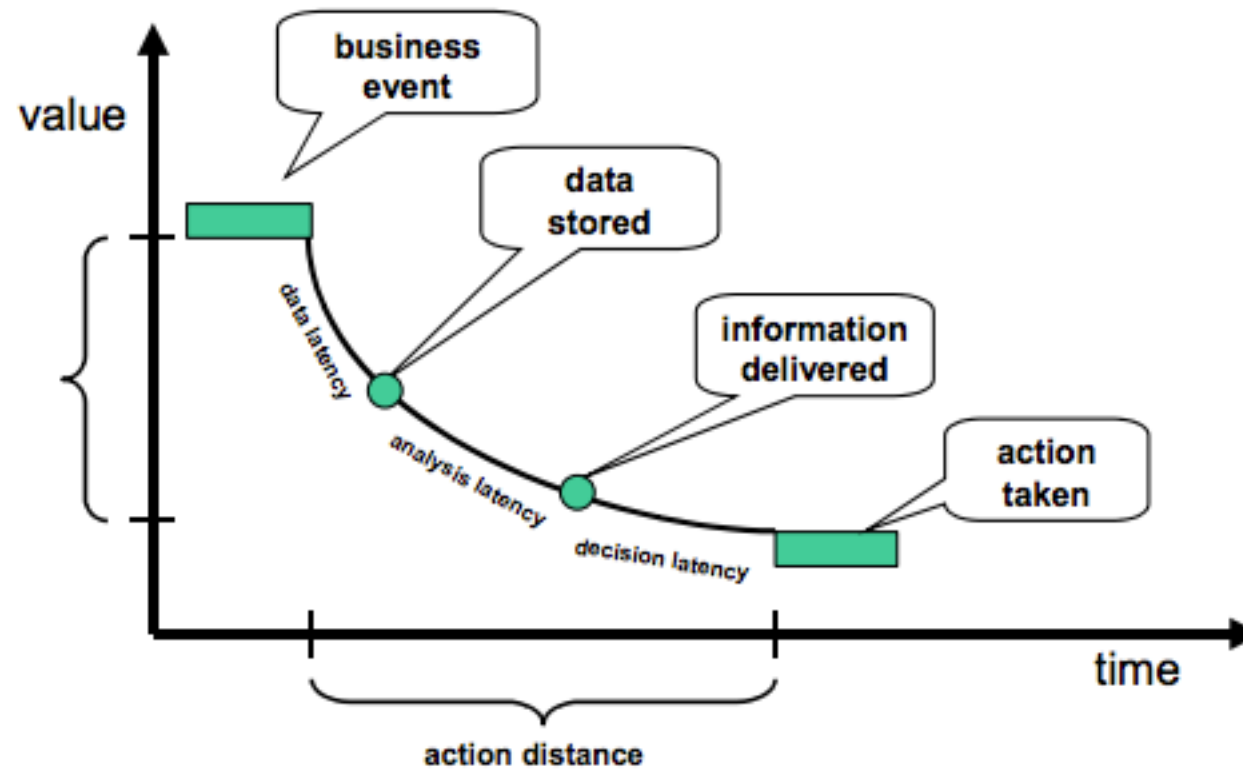 business
event
value
data
stored
data latency
information
delivered
analysis latency
action
taken
decision latency
time
action distance